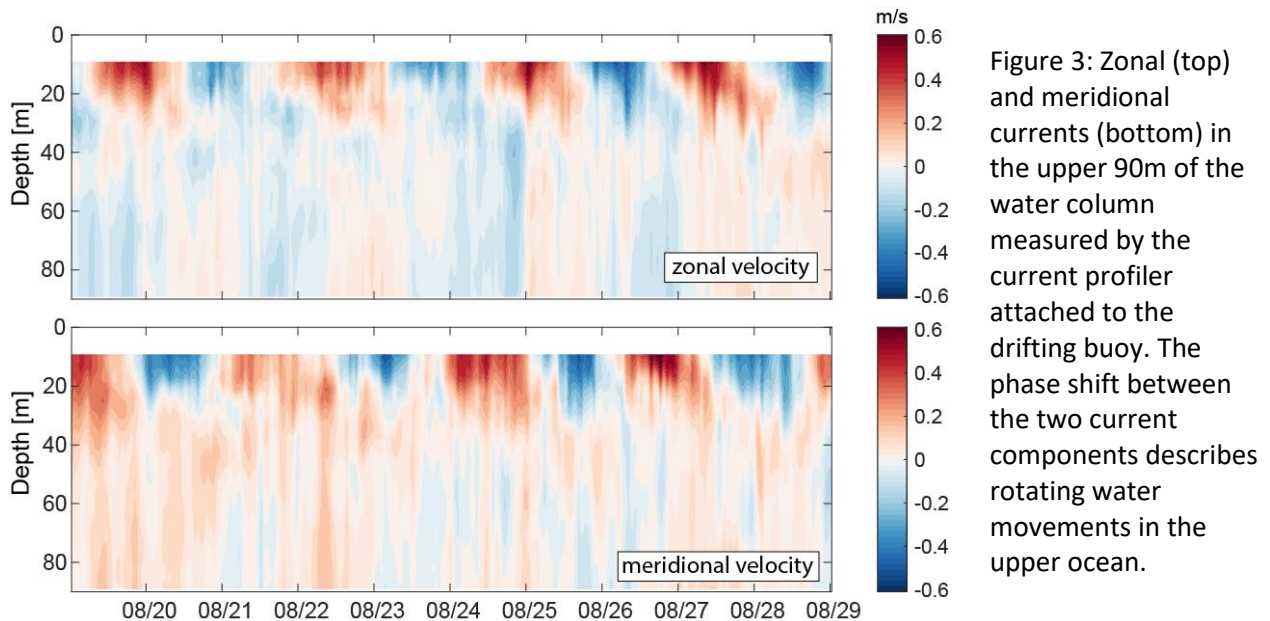 m/s
0
20
40
60
80
Depth [m]
zonal velocity
0.6
0.4
0.2
0
-0.2
-0.4
-0.6
0
20
40
60
80
Depth [m]
meridional velocity
0.6
0.4
0.2
0
-0.2
-0.4
-0.6
08/20 08/21 08/22 08/23 08/24 08/25 08/26 08/27 08/28 08/29
Figure 3: Zonal (top)
and meridional
currents (bottom) in
the upper 90m of the
water column
measured by the
current profiler
attached to the
drifting buoy. The
phase shift between
the two current
components describes
rotating water
movements in the
upper ocean.